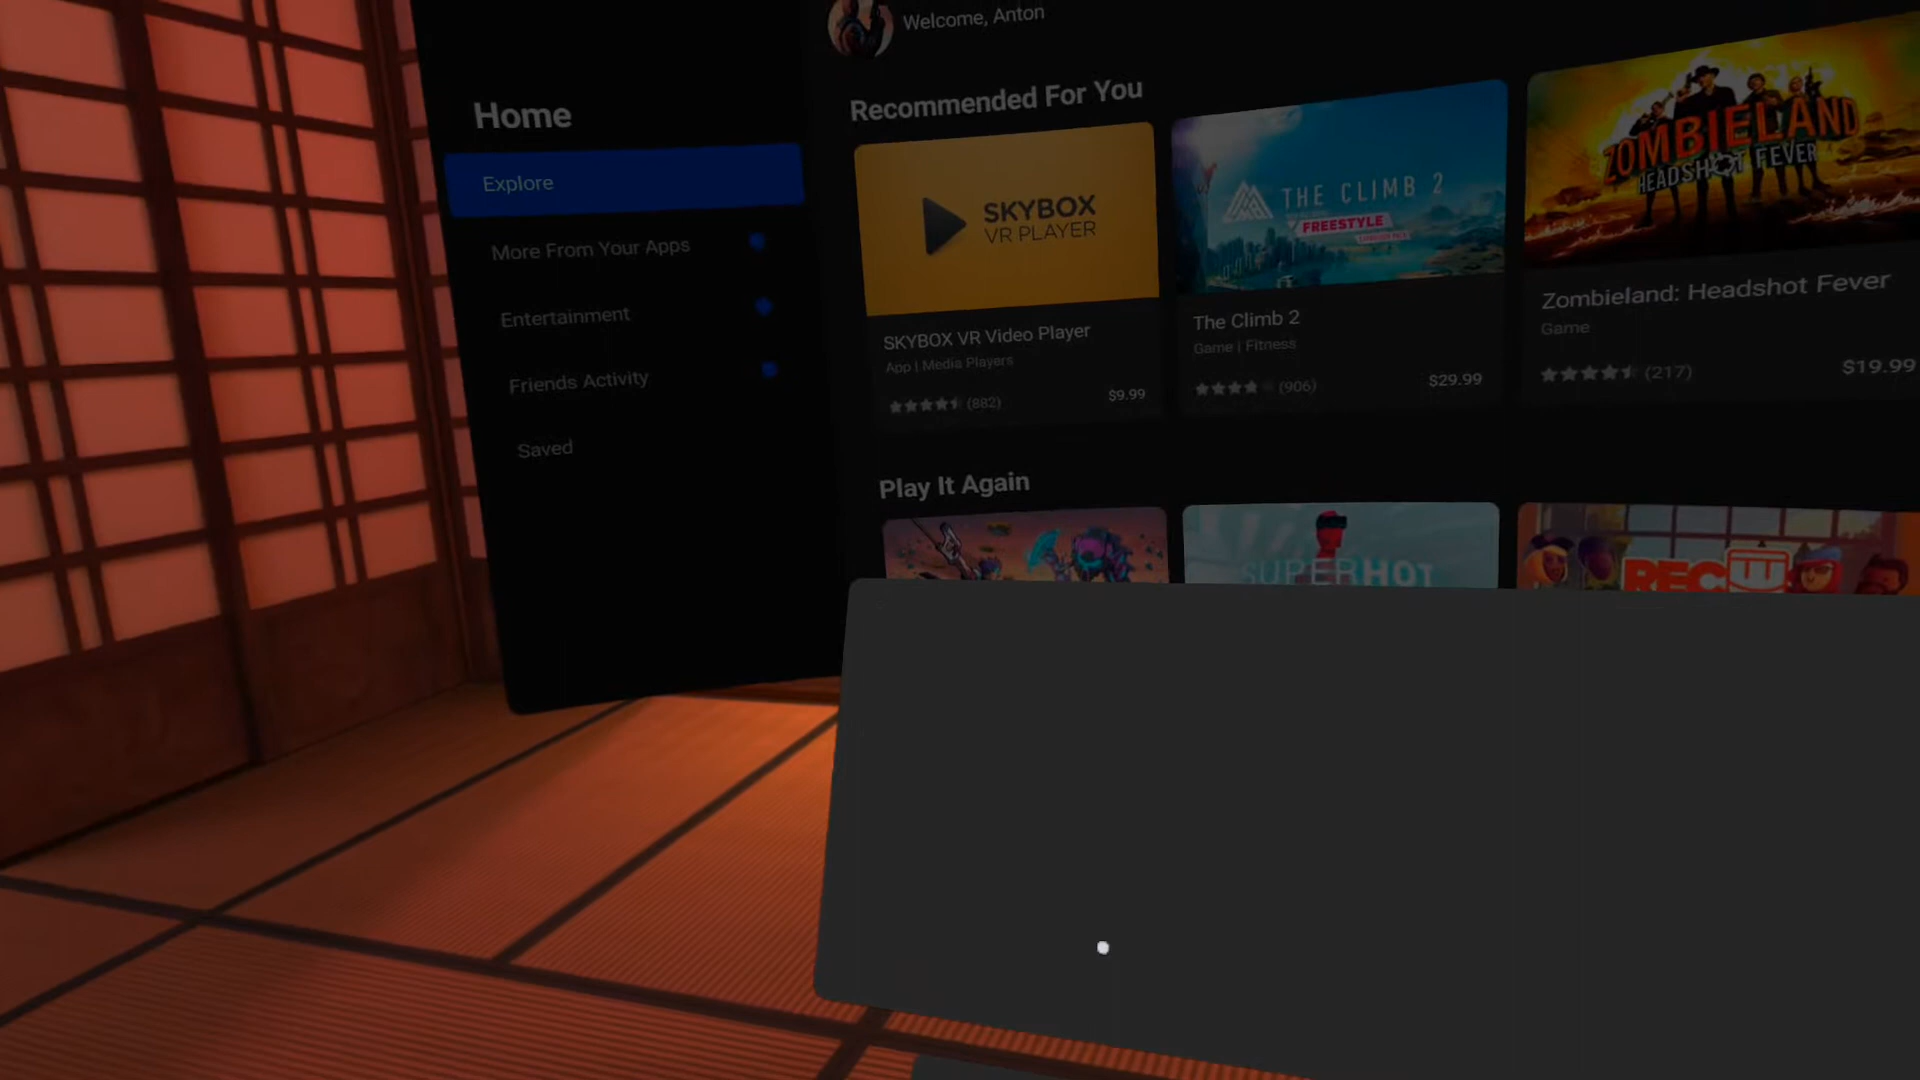 Welcome, Anton
Home
Explore
More From Your Apps
Entertainment
Friends Activity
Saved
Recommended For You
SKYBOX
VR PLAYER
SKYBOX VR Video Player
App | Media Players
(882)
$9.99
THE CLIMB 2
FREESTYLE
The Climb 2
Game | Fitness
(906)
$29.99
ZOMBIELAND
HEADSHOT FEVER
Zombieland: Headshot Fever
Game
(217)
$19.99
Play It Again
SUPERHOT
REC